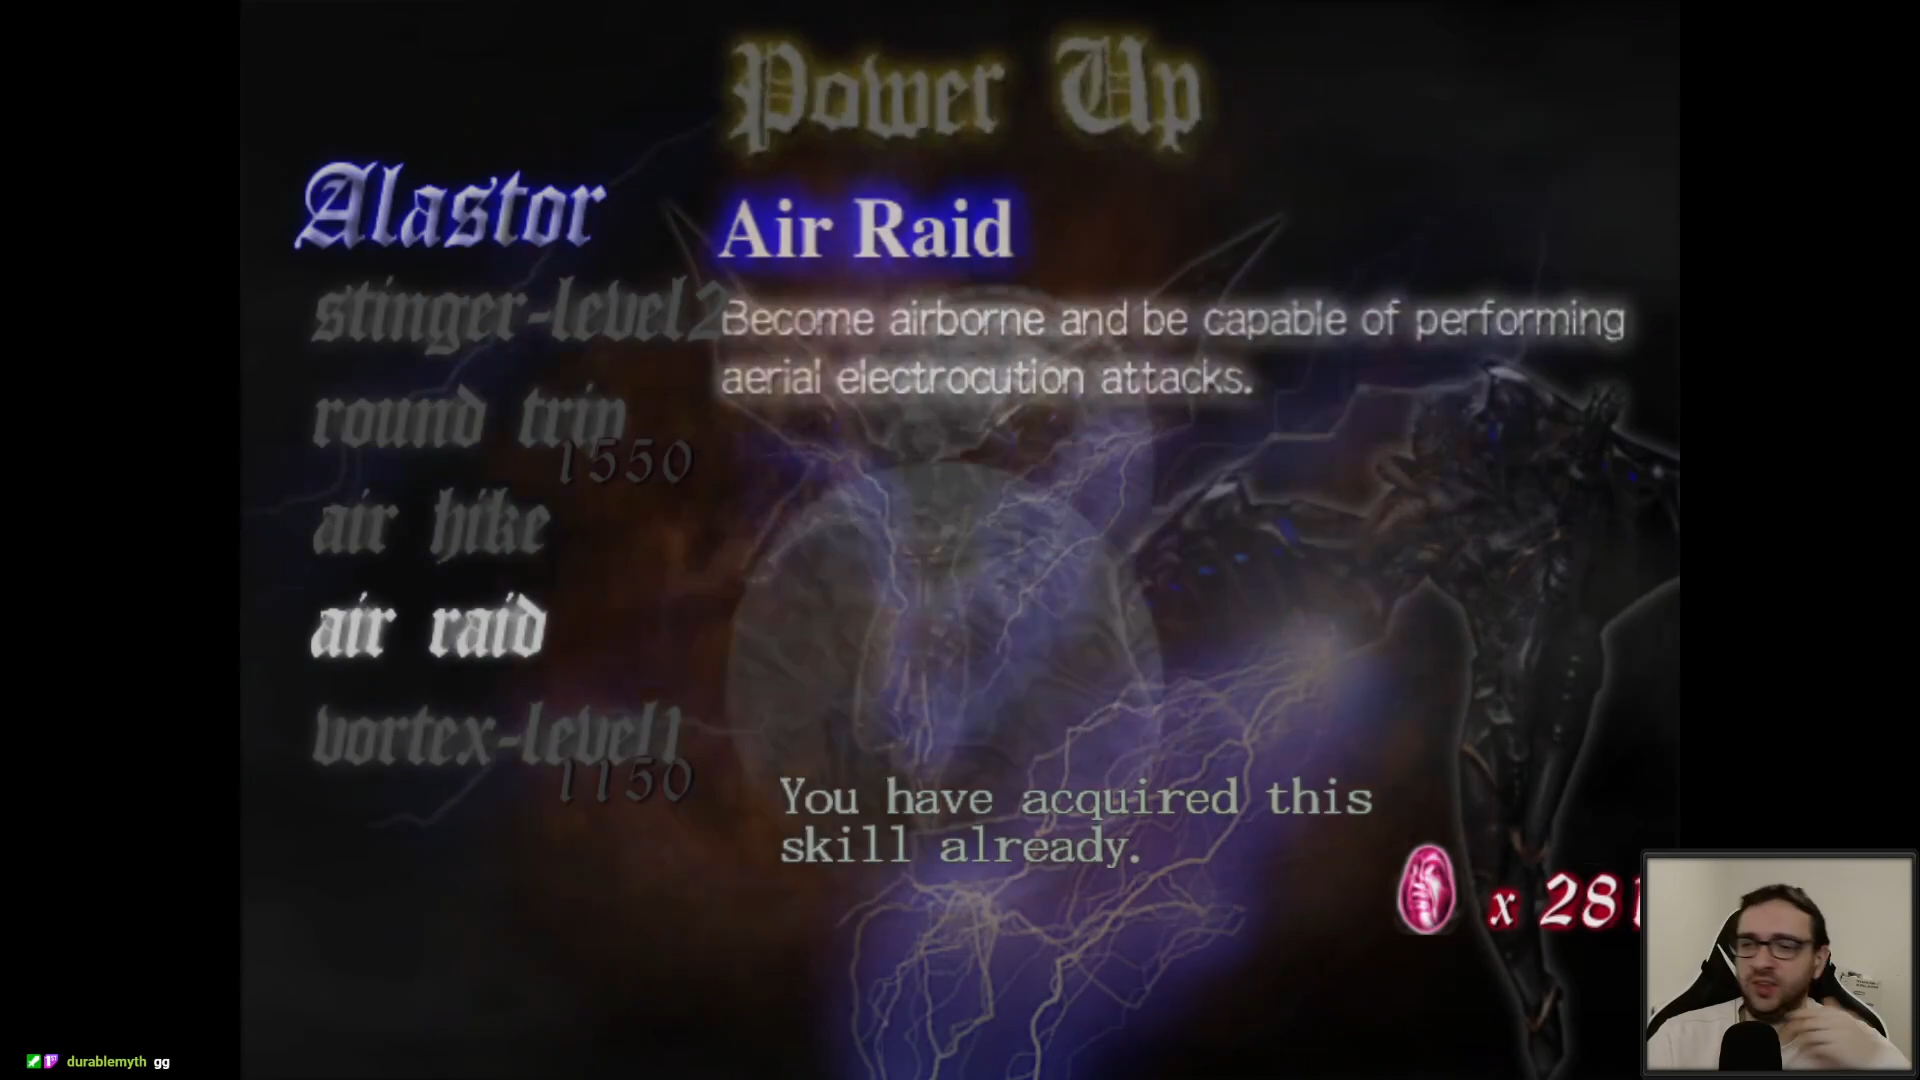 Power Up
Alastor
Air Raid
stinger-level2
Become airborne and be capable of performing
aerial electrocution attacks.
round trip
1550
air hike
air raid
vortex-level1
1150
You have acquired this
skill already.
x 281
durablemyth gg